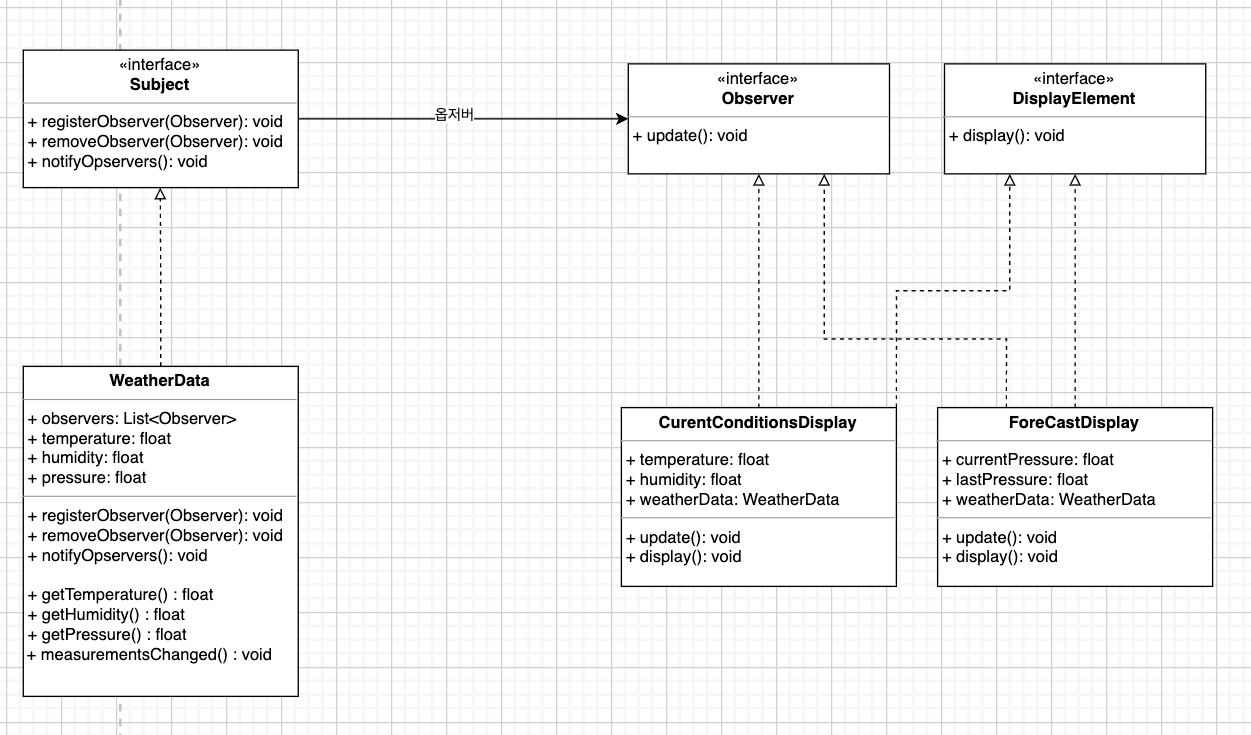 «interface»
Subject
+ registerObserver(Observer): void
+ removeObserver(Observer): void
+ notifyOpservers(): void
옵저버
«interface»
Observer
+ update(): void
«interface»
DisplayElement
+ display(): void
WeatherData
+ observers: List<Observer>
+ temperature: float
+ humidity: float
+ pressure: float
+ registerObserver(Observer): void
+ removeObserver(Observer): void
+ notifyOpservers(): void
+ getTemperature() : float
+ getHumidity() : float
+ getPressure() : float
+ measurementsChanged() : void
CurentConditionsDisplay
+ temperature: float
+ humidity: float
+ weatherData: WeatherData
+ update(): void
+ display(): void
ForeCastDisplay
+ currentPressure: float
+ lastPressure: float
+ weatherData: WeatherData
+ update(): void
+ display(): void